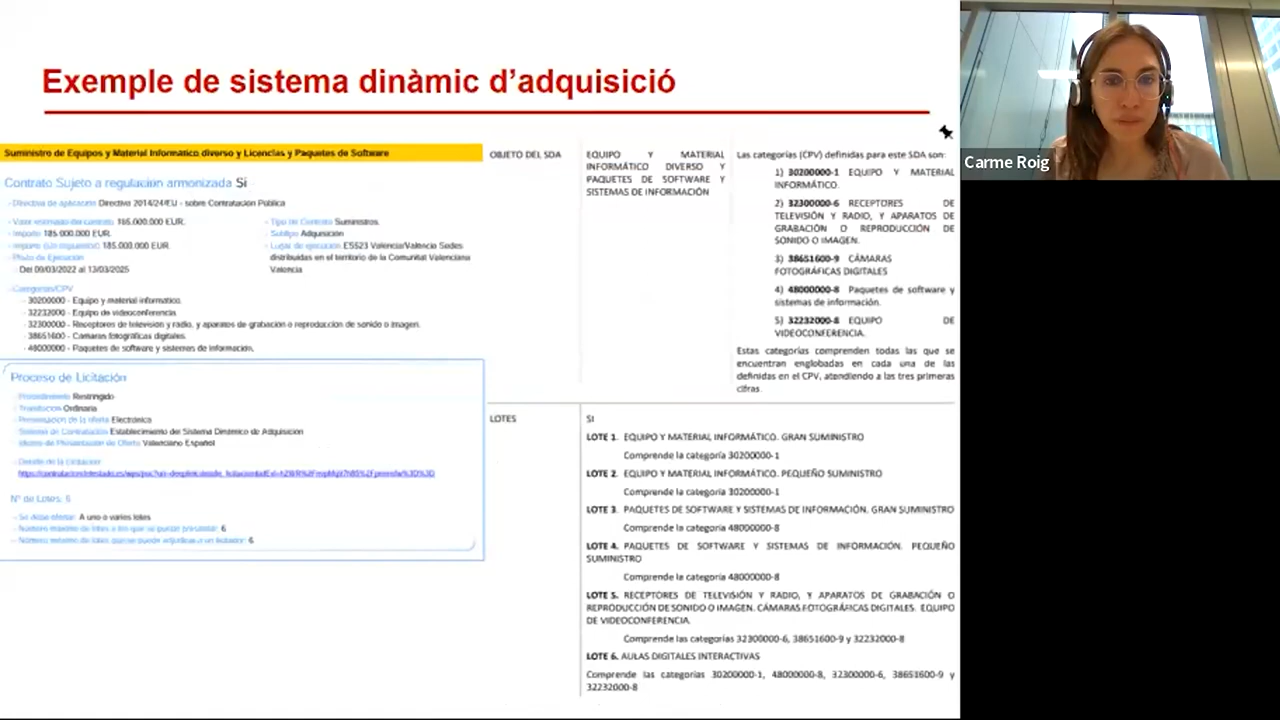 Exemple de sistema dinàmic d'adquisició
Carme Roig
Suministro de Equipos y Material Informático diverso y Licencias y Paquetes de Software
Contrato Sujeto a regulación armonizada Si
Directiva de aplicación Directiva 2014/24/EU - sobre Contratación Pública
Valor estimado del contrato 185.000.000 EUR.
Importe 185.000.000 EUR.
Importe (sin impuestos) 185.000.000 EUR.
Plazo de Ejecución
Del 09/03/2022 al 13/03/2025
Tipo de Contrato Suministros
Subtipo Adquisición
Lugar de ejecución ES523 Valencia/València Sedes
distribuidas en el territorio de la Comunitat Valenciana
Valencia
Categorías/CPV
30200000 - Equipo y material informático.
32232000 - Equipo de videoconferencia.
32300000 - Receptores de televisión y radio, y aparatos de grabación o reproducción de sonido o imagen.
38651600 - Cámaras fotográficas digitales.
48000000 - Paquetes de software y sistemas de información.
Proceso de Licitación
Procedimiento Restringido
Tramitación Ordinaria
Presentación de la oferta Electrónica
Sistema de Contratación Establecimiento del Sistema Dinámico de Adquisición
Idioma de Presentación de Oferta Valenciano Español
Detalle de la Licitación
Nº de Lotes: 6
Se debe ofertar: A uno o varios lotes
Número máximo de lotes a los que se puede presentar: 6
Número máximo de lotes que se puede adjudicar a un licitador: 6
OBJETO DEL SDA
EQUIPO Y MATERIAL
INFORMÁTICO DIVERSO Y
PAQUETES DE SOFTWARE Y
SISTEMAS DE INFORMACIÓN
Las categorías (CPV) definidas para este SDA son:
1) 30200000-1 EQUIPO Y MATERIAL
INFORMÁTICO.
2) 32300000-6 RECEPTORES DE
TELEVISIÓN Y RADIO, Y APARATOS DE
GRABACIÓN O REPRODUCCIÓN DE
SONIDO O IMAGEN.
3) 38651600-9 CÁMARAS
FOTOGRÁFICAS DIGITALES
4) 48000000-8 Paquetes de software y
sistemas de información.
5) 32232000-8 EQUIPO DE
VIDEOCONFERENCIA.
Estas categorías comprenden todas las que se
encuentran englobadas en cada una de las
definidas en el CPV, atendiendo a las tres primeras
cifras.
LOTES
SI
LOTE 1. EQUIPO Y MATERIAL INFORMÁTICO. GRAN SUMINISTRO
Comprende la categoría 30200000-1
LOTE 2. EQUIPO Y MATERIAL INFORMÁTICO. PEQUEÑO SUMINISTRO
Comprende la categoría 30200000-1
LOTE 3. PAQUETES DE SOFTWARE Y SISTEMAS DE INFORMACIÓN. GRAN SUMINISTRO
Comprende la categoría 48000000-8
LOTE 4. PAQUETES DE SOFTWARE Y SISTEMAS DE INFORMACIÓN. PEQUEÑO
SUMINISTRO
Comprende la categoría 48000000-8
LOTE 5. RECEPTORES DE TELEVISIÓN Y RADIO, Y APARATOS DE GRABACIÓN O
REPRODUCCIÓN DE SONIDO O IMAGEN. CÁMARAS FOTOGRÁFICAS DIGITALES. EQUIPO
DE VIDEOCONFERENCIA.
Comprende las categorías 32300000-6, 38651600-9 y 32232000-8
LOTE 6. AULAS DIGITALES INTERACTIVAS
Comprende las categorías 30200000-1, 48000000-8, 32300000-6, 38651600-9 y
32232000-8